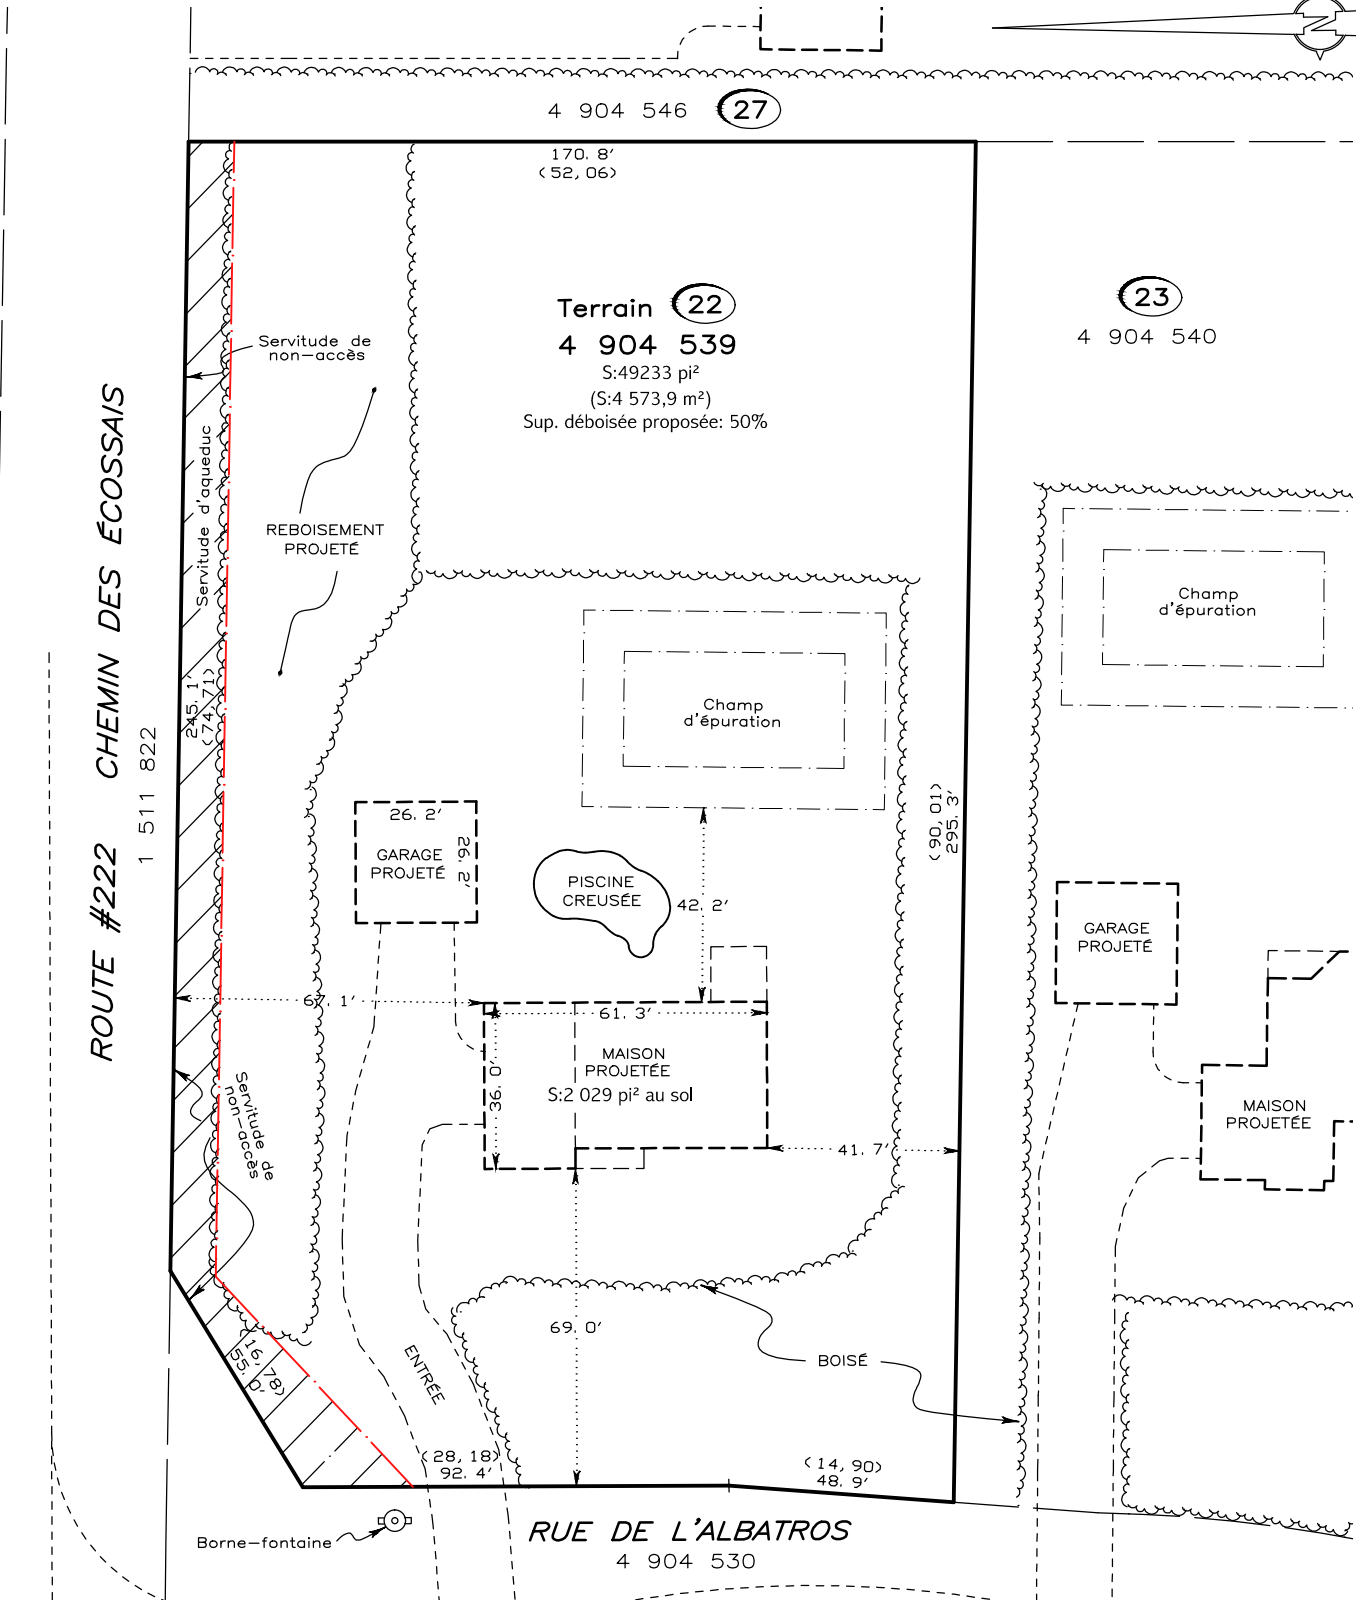 N
4 904 546 27
170.8'
(52,06)
Terrain 22
4 904 539
S:49233 pi²
(S:4 573,9 m²)
Sup. déboisée proposée: 50%
23
4 904 540
Servitude de
non-accès
Servitude d'aqueduc
REBOISEMENT
PROJETÉ
ROUTE #222 CHEMIN DES ÉCOSSAIS
1 511 822
245.1'
(74,71)
Champ
d'épuration
Champ
d'épuration
(90,01)
295.3'
26.2'
26.2'
GARAGE
PROJETÉ
PISCINE
CREUSÉE
42.2'
GARAGE
PROJETÉ
67.1'
61.3'
36.0'
MAISON
PROJETÉE
S:2 029 pi² au sol
MAISON
PROJETÉE
Servitude de
non-accès
41.7'
69.0'
(16,78)
55.0'
ENTRÉE
BOISÉ
(28,18)
92.4'
(14,90)
48.9'
Borne-fontaine
RUE DE L'ALBATROS
4 904 530